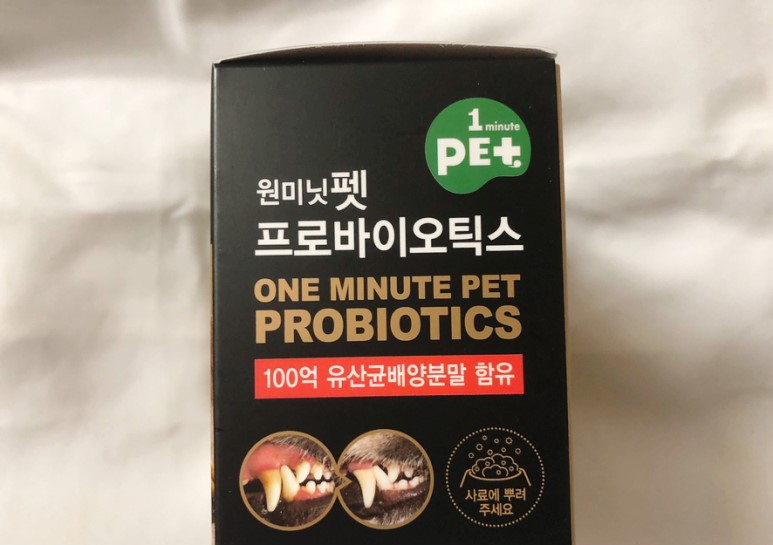 1 minute
PEt
원미닛펫
프로바이오틱스
ONE MINUTE PET
PROBIOTICS
100억 유산균배양분말 함유
사료에 뿌려
주세요